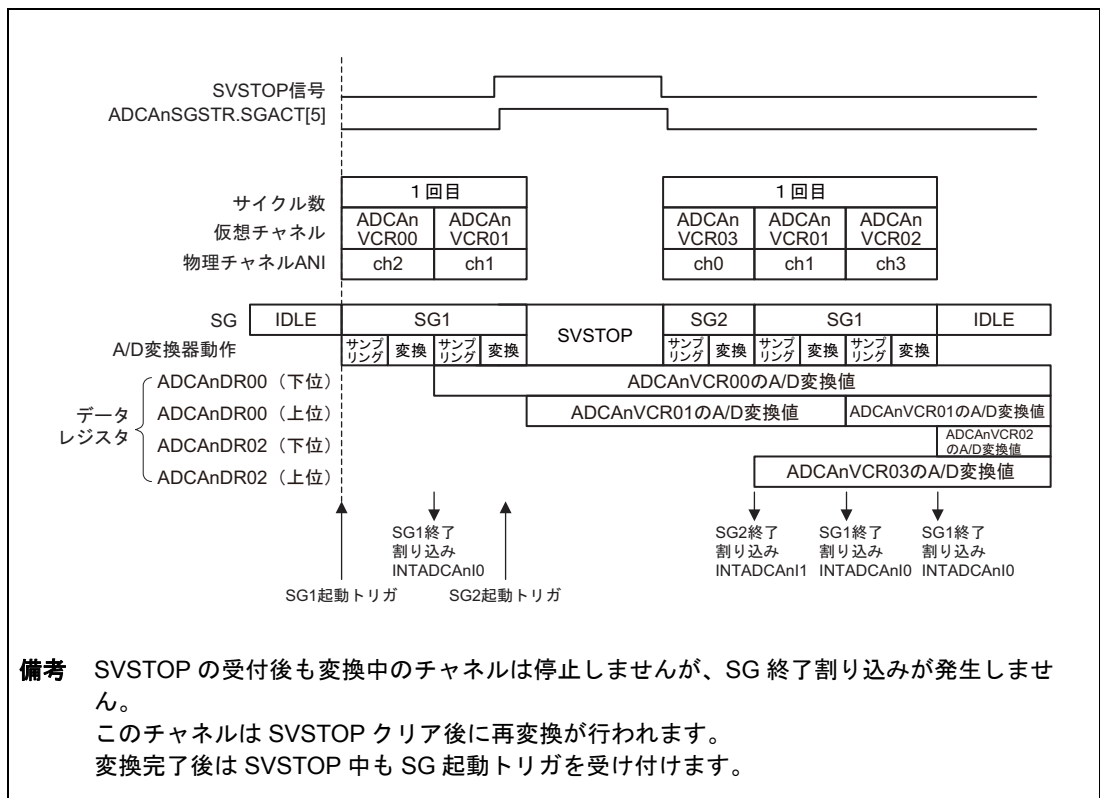 SVSTOP信号
ADCAnSGSTR.SGACT[5]
サイクル数
1 回目
1 回目
仮想チャネル
ADCAn
VCR00
ADCAn
VCR01
ADCAn
VCR03
ADCAn
VCR01
ADCAn
VCR02
物理チャネルANI
ch2
ch1
ch0
ch1
ch3
SG
IDLE
SG1
SVSTOP
SG2
SG1
IDLE
A/D変換器動作
サンプ
リング
変換
サンプ
リング
変換
サンプ
リング
変換
サンプ
リング
変換
サンプ
リング
変換
データ
レジスタ
ADCAnDR00（下位）
ADCAnVCR00のA/D変換値
ADCAnDR00（上位）
ADCAnVCR01のA/D変換値
ADCAnVCR01のA/D変換値
ADCAnDR02（下位）
ADCAnVCR02
のA/D変換値
ADCAnDR02（上位）
ADCAnVCR03のA/D変換値
SG1終了
割り込み
INTADCAnI0
SG2終了
割り込み
INTADCAnI1
SG1終了
割り込み
INTADCAnI0
SG1終了
割り込み
INTADCAnI0
SG1起動トリガ
SG2起動トリガ
備考 SVSTOP の受付後も変換中のチャネルは停止しませんが、SG 終了割り込みが発生しませ
ん。
このチャネルは SVSTOP クリア後に再変換が行われます。
変換完了後は SVSTOP 中も SG 起動トリガを受け付けます。